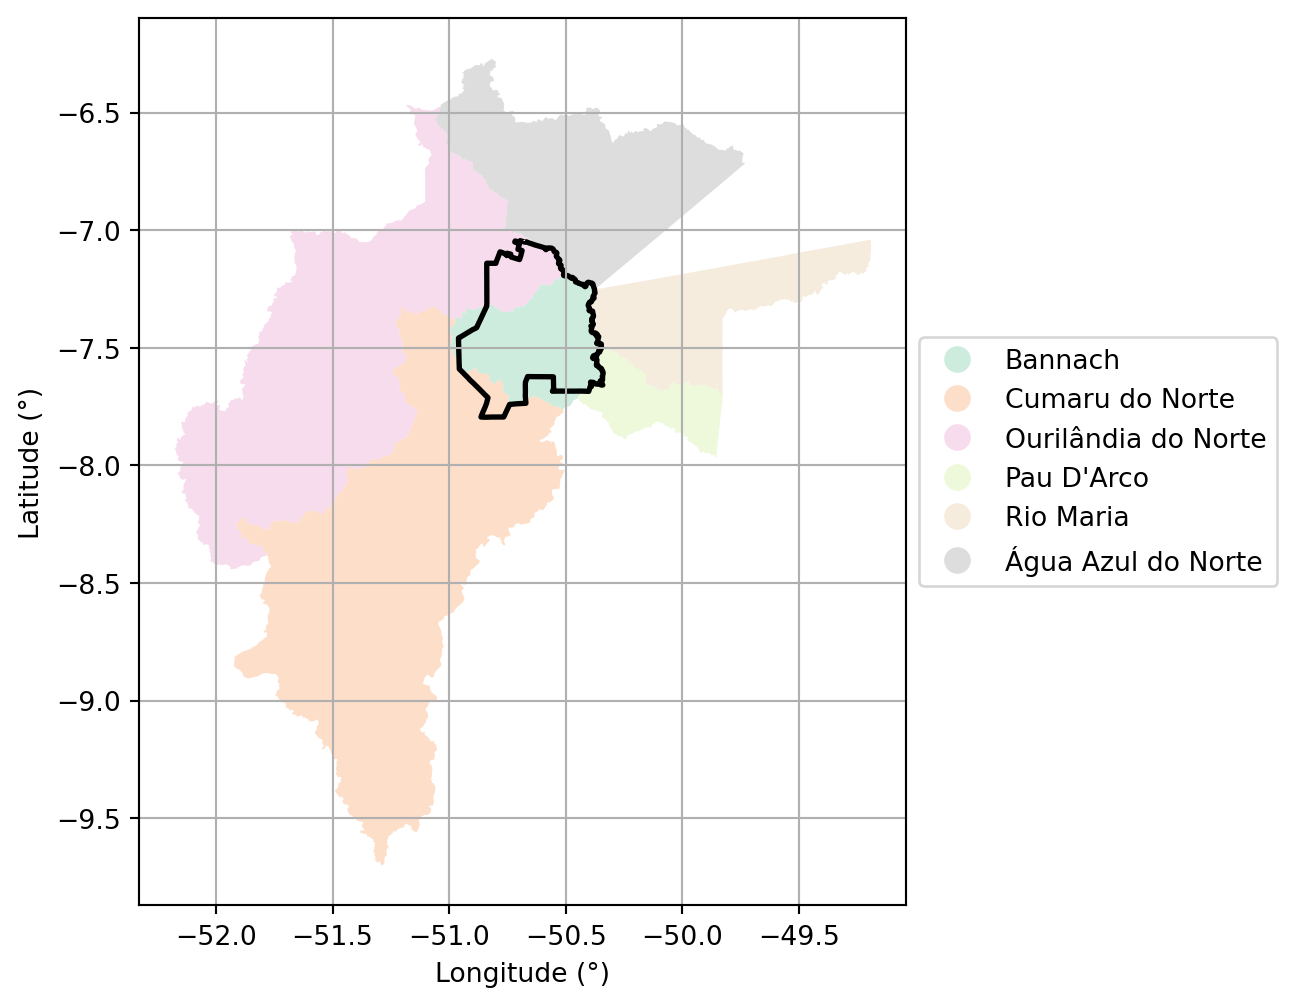 −6.5
−7.0
−7.5
−8.0
−8.5
−9.0
−9.5
Latitude (°)
−52.0 −51.5 −51.0 −50.5 −50.0 −49.5
Longitude (°)
Bannach
Cumaru do Norte
Ourilândia do Norte
Pau D'Arco
Rio Maria
Água Azul do Norte